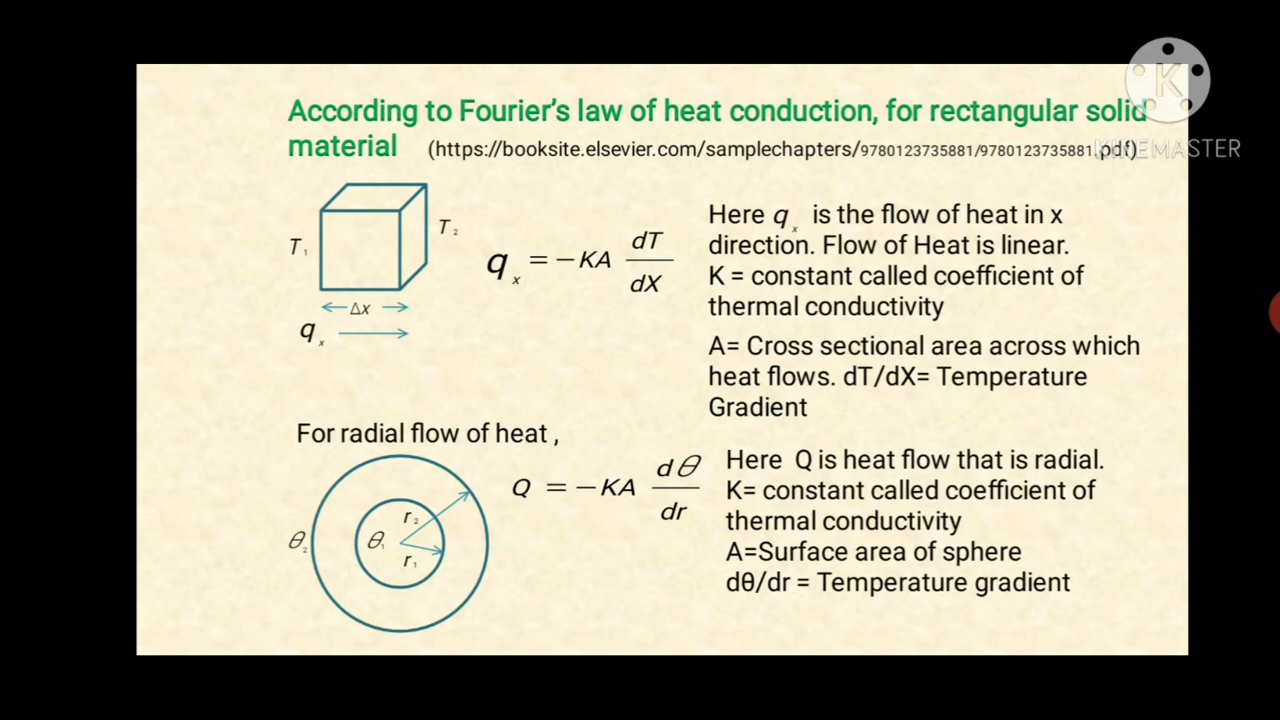 According to Fourier's law of heat conduction, for rectangular solid
material (https://booksite.elsevier.com/samplechapters/9780123735881/9780123735881.pdf)
K
KINEMASTER
T₁
T₂
Δx
qₓ
qₓ = −KA dT/dX
Here qₓ is the flow of heat in x
direction. Flow of Heat is linear.
K = constant called coefficient of
thermal conductivity
A= Cross sectional area across which
heat flows. dT/dX= Temperature
Gradient
For radial flow of heat ,
θ₂
θ₁
r₂
r₁
Q = −KA dθ/dr
Here Q is heat flow that is radial.
K= constant called coefficient of
thermal conductivity
A=Surface area of sphere
dθ/dr = Temperature gradient